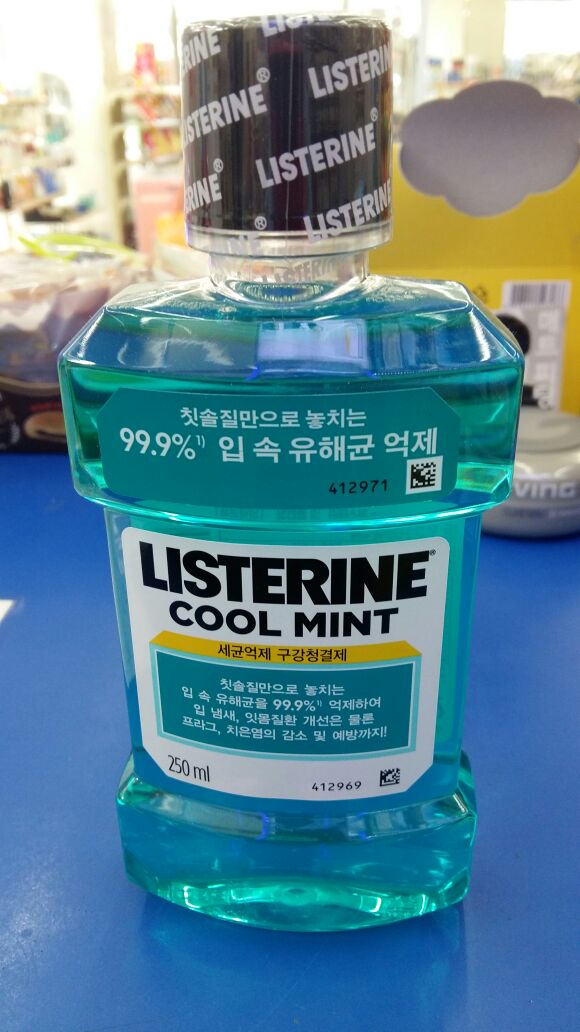 RINE
LISTERINE
STERINE®
LISTERINE®
RINE®
LISTERINE
칫솔질만으로 놓치는
99.9%¹⁾ 입 속 유해균 억제
412971
VING
LISTERINE®
COOL MINT
세균억제 구강청결제
칫솔질만으로 놓치는
입 속 유해균을 99.9%¹⁾ 억제하여
입 냄새, 잇몸질환 개선은 물론
프라그, 치은염의 감소 및 예방까지!
250 ml
412969